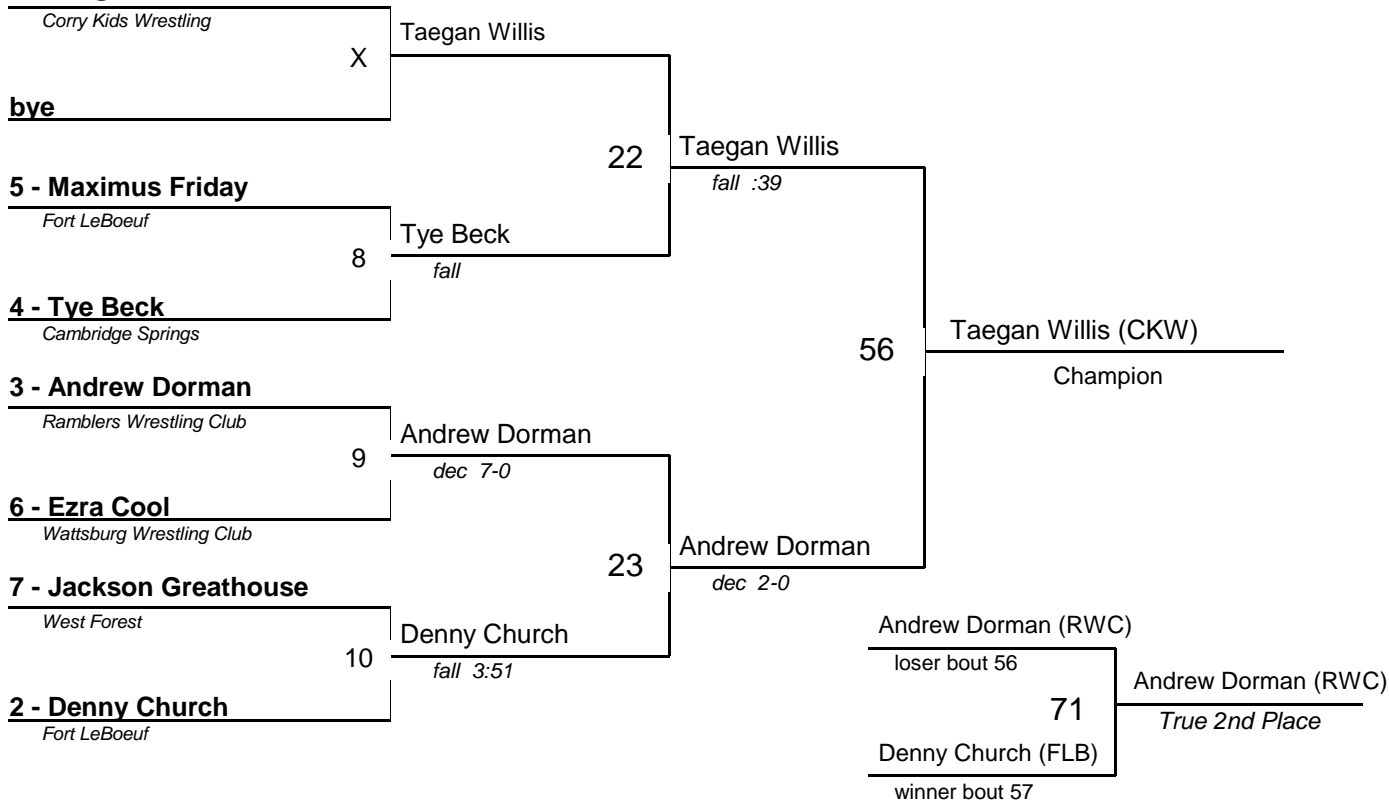 Corry Kids Wrestling
Taegan Willis
X
bye
22
Taegan Willis
fall :39
5 - Maximus Friday
Fort LeBoeuf
8
Tye Beck
fall
4 - Tye Beck
Cambridge Springs
56
Taegan Willis (CKW)
Champion
3 - Andrew Dorman
Ramblers Wrestling Club
9
Andrew Dorman
dec 7-0
6 - Ezra Cool
Wattsburg Wrestling Club
23
Andrew Dorman
dec 2-0
7 - Jackson Greathouse
West Forest
10
Denny Church
fall 3:51
2 - Denny Church
Fort LeBoeuf
Andrew Dorman (RWC)
loser bout 56
71
Andrew Dorman (RWC)
True 2nd Place
Denny Church (FLB)
winner bout 57